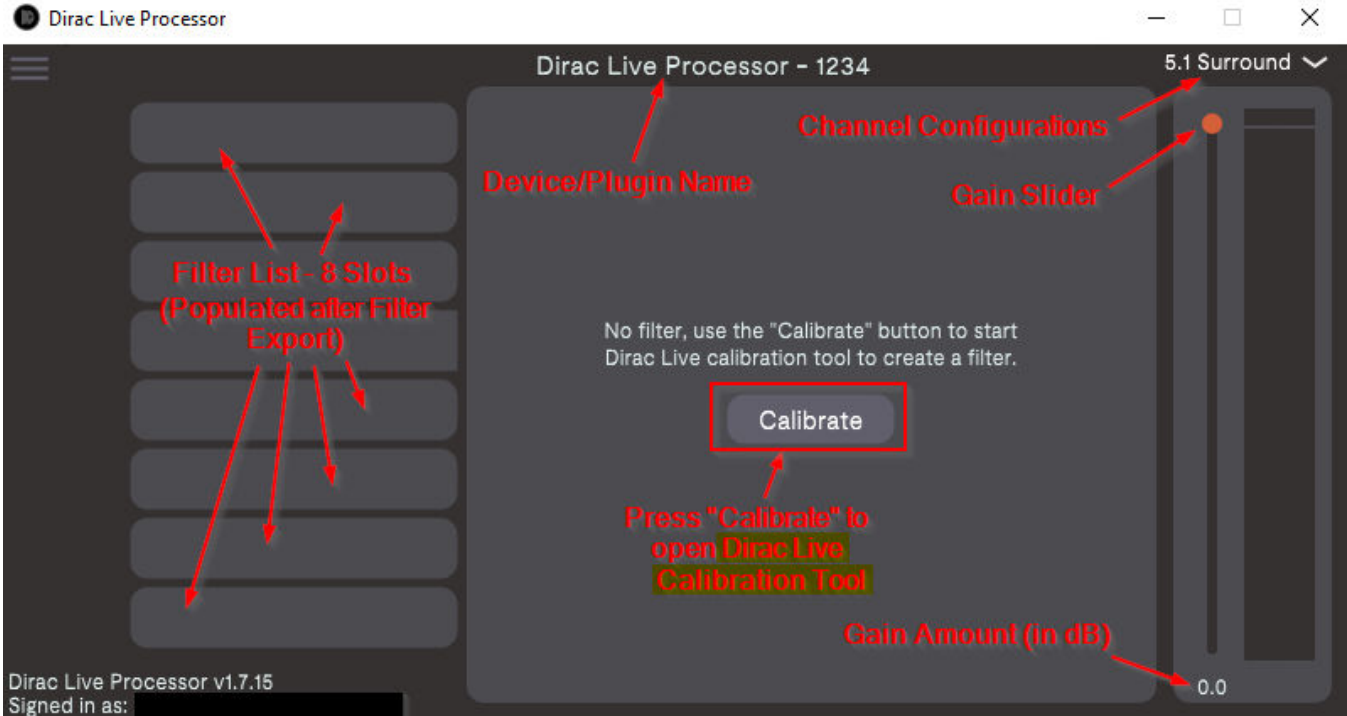 Dirac Live Processor
Dirac Live Processor - 1234
5.1 Surround
Channel Configurations
Device/Plugin Name
Gain Slider
Filter List - 8 Slots
(Populated after Filter
Export)
No filter, use the "Calibrate" button to start
Dirac Live calibration tool to create a filter.
Calibrate
Press "Calibrate" to
open Dirac Live
Calibration Tool
Gain Amount (in dB)
0.0
Dirac Live Processor v1.7.15
Signed in as: